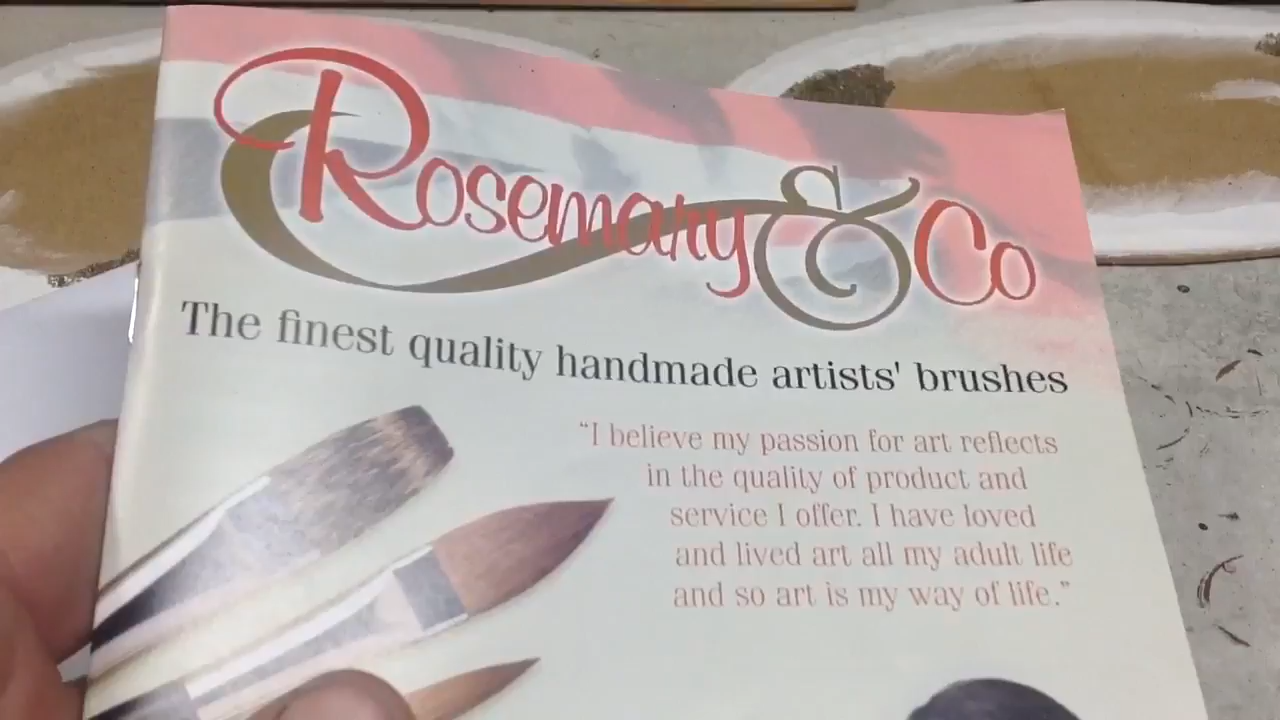 Rosemary & Co
The finest quality handmade artists' brushes
“I believe my passion for art reflects
in the quality of product and
service I offer. I have loved
and lived art all my adult life
and so art is my way of life.”